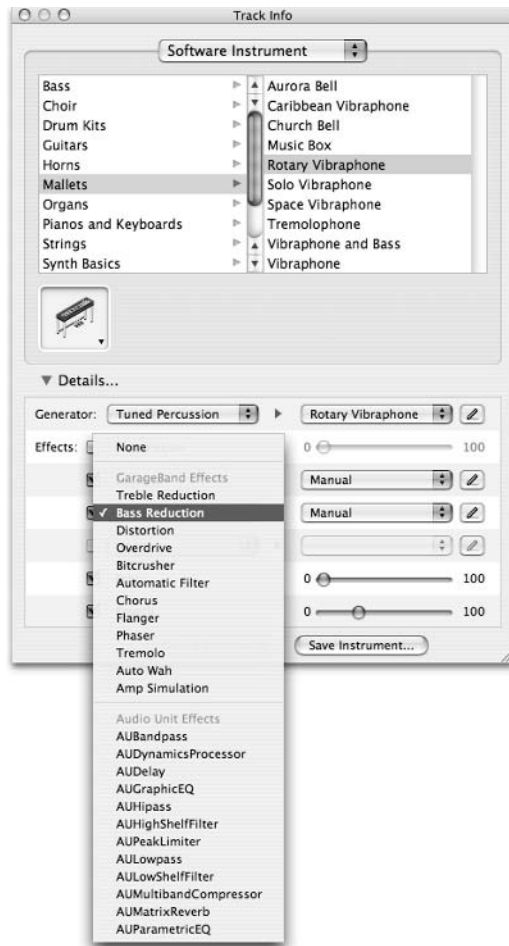 Track Info
Software Instrument
Bass
Choir
Drum Kits
Guitars
Horns
Mallets
Organs
Pianos and Keyboards
Strings
Synth Basics
Aurora Bell
Caribbean Vibraphone
Church Bell
Music Box
Rotary Vibraphone
Solo Vibraphone
Space Vibraphone
Tremolophone
Vibraphone and Bass
Vibraphone
Details...
Generator: Tuned Percussion Rotary Vibraphone
Effects: 0 100
Manual
Manual
0 100
0 100
Save Instrument...
None
GarageBand Effects
Treble Reduction
✓ Bass Reduction
Distortion
Overdrive
Bitcrusher
Automatic Filter
Chorus
Flanger
Phaser
Tremolo
Auto Wah
Amp Simulation
Audio Unit Effects
AUBandpass
AUDynamicsProcessor
AUDelay
AUGraphicEQ
AUHipass
AUHighShelfFilter
AUPeakLimiter
AULowpass
AULowShelfFilter
AUMultibandCompressor
AUMatrixReverb
AUParametricEQ